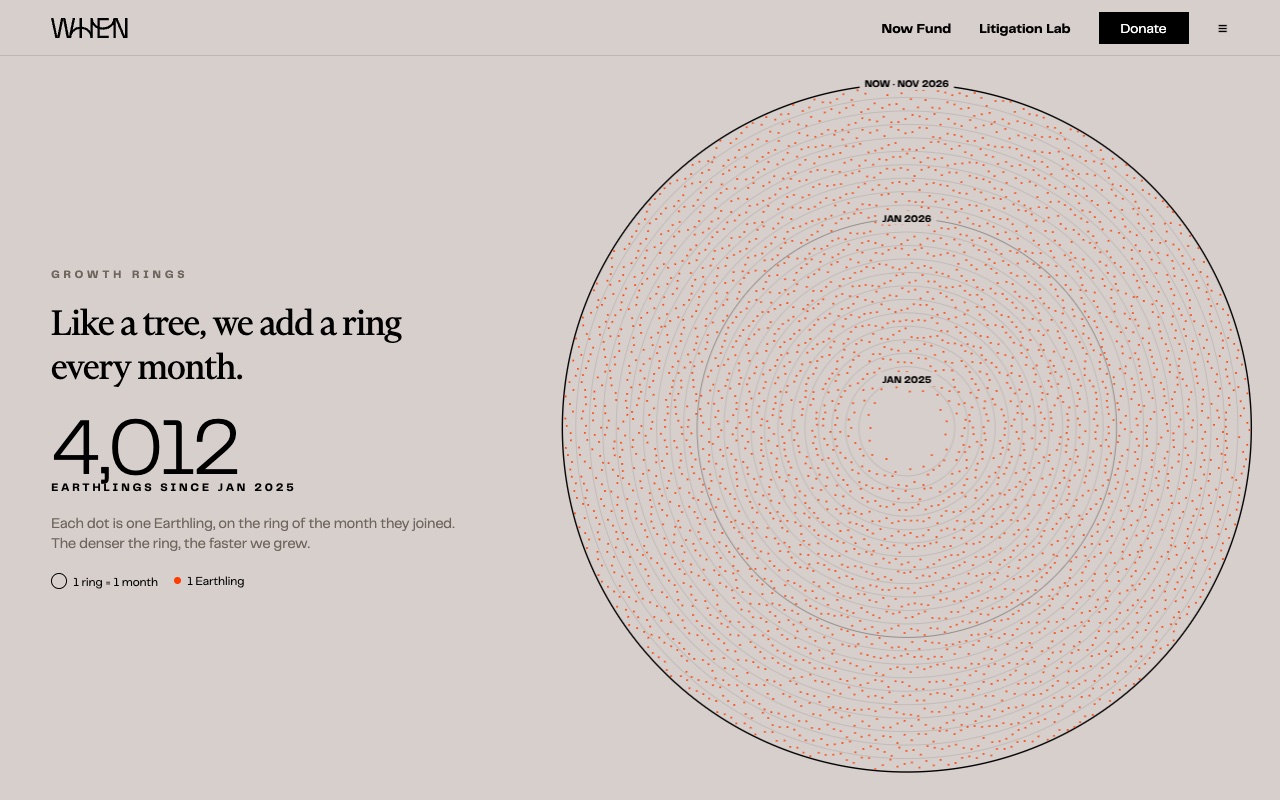 WHEN
Now Fund
Litigation Lab
Donate
NOW · NOV 2026
JAN 2026
JAN 2025
GROWTH RINGS
Like a tree, we add a ring
every month.
4,012
EARTHLINGS SINCE JAN 2025
Each dot is one Earthling, on the ring of the month they joined.
The denser the ring, the faster we grew.
1 ring = 1 month
1 Earthling